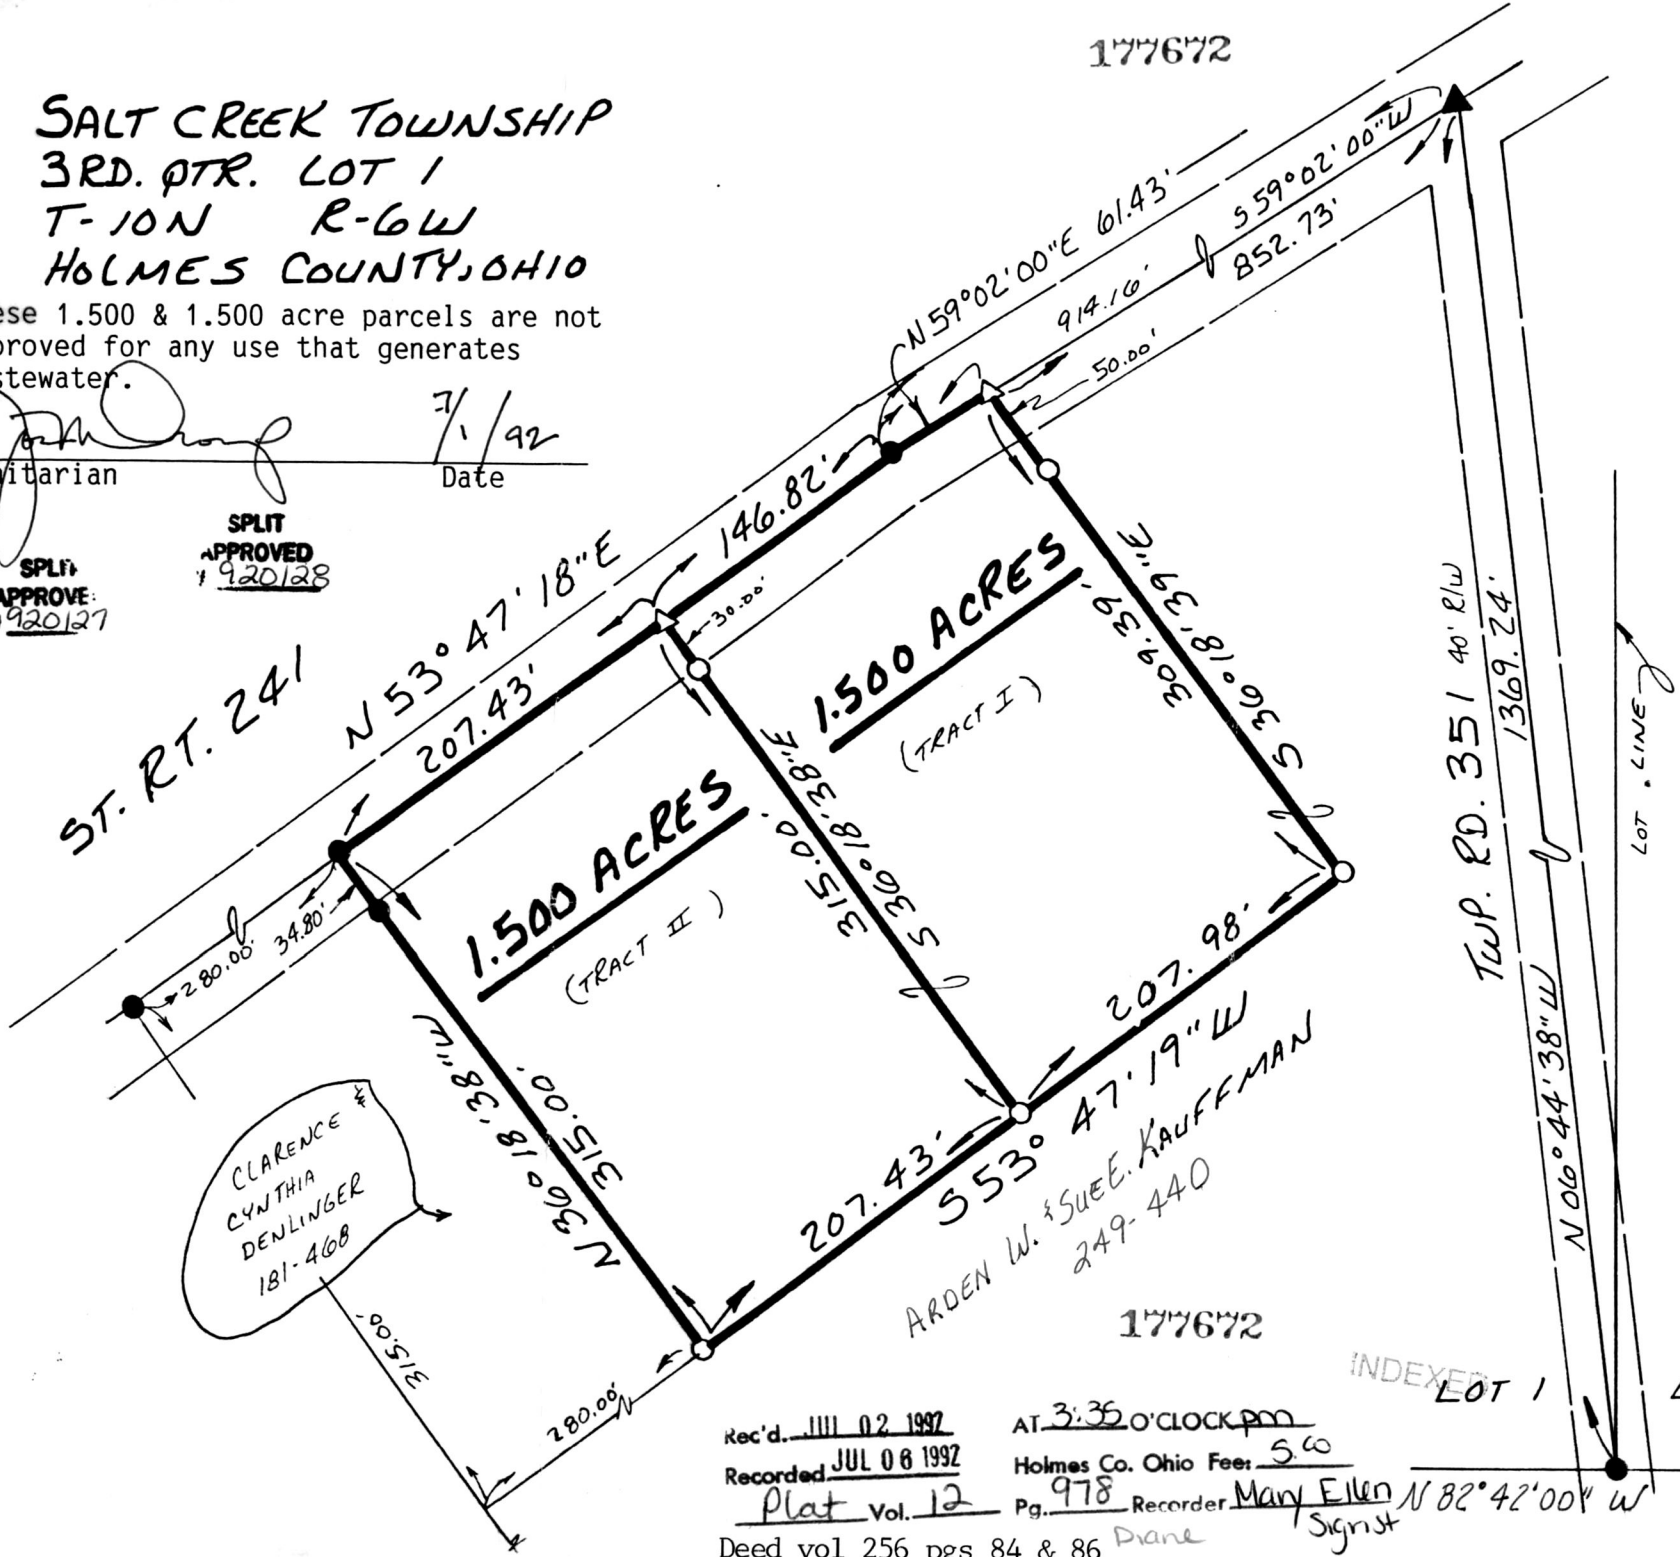 177672
SALT CREEK TOWNSHIP
3RD. QTR. LOT 1
T-10N R-6W
HOLMES COUNTY, OHIO
ese 1.500 & 1.500 acre parcels are not
proved for any use that generates
stewater.
7/1/92
itarian Date
SPLIT
APPROVED
920128
SPLIT
APPROVE
920127
ST. RT. 241
N 53° 47' 18" E
207.43'
146.82'
N 59°02'00"E 61.43'
S 59°02'00"W
914.16'
852.73'
50.00'
30.00'
34.80'
280.00'
1.500 ACRES
(TRACT I)
S 36°18'39"E
309.39'
1.500 ACRES
(TRACT II)
S 36°18'38"E
315.00'
N 36°18'38"W
315.00'
207.98'
207.43'
S 53° 47' 19" W
ARDEN W. & SUE E. KAUFFMAN
249-440
CLARENCE &
CYNTHIA
DENLINGER
181-468
315.00'
280.00'
TWP. RD. 351 40' R/W
1369.24'
N 06°44'38"W
LOT LINE
177672
INDEXED
LOT 1
N 82°42'00" W
Rec'd. JUL 02 1992 AT 3:35 O'CLOCK pm
Recorded JUL 06 1992 Holmes Co. Ohio Fee: 5.00
Plat Vol. 12 Pg. 978 Recorder Mary Ellen
Signist
Deed vol 256 pgs 84 & 86 Diane